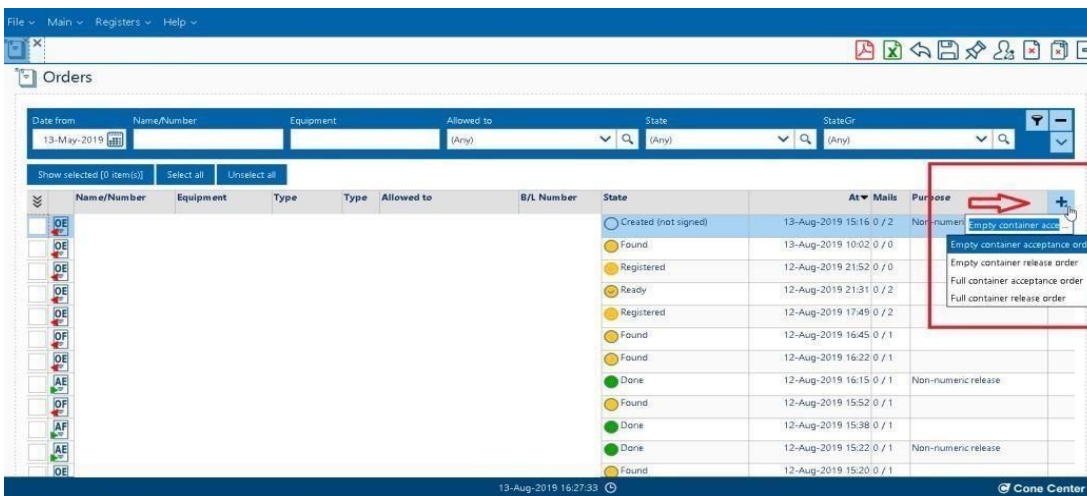 File Main Registers Help
Orders
Date from Name/Number Equipment Allowed to State StateGr
13-May-2019 (Any) (Any) (Any)
Show selected [0 item(s)] Select all Unselect all
Name/Number Equipment Type Type Allowed to B/L Number State At Mails Purpose
OE Created (not signed) 13-Aug-2019 15:16 0 / 2 Non-numeri Empty container acce...
OE Found 13-Aug-2019 10:02 0 / 0
Empty container acceptance ord
OE Registered 12-Aug-2019 21:52 0 / 0
Empty container release order
OE Ready 12-Aug-2019 21:31 0 / 2
Full container acceptance order
OE Registered 12-Aug-2019 17:49 0 / 2
Full container release order
OF Found 12-Aug-2019 16:45 0 / 1
OE Found 12-Aug-2019 16:22 0 / 1
AE Done 12-Aug-2019 16:15 0 / 1 Non-numeric release
OF Found 12-Aug-2019 15:52 0 / 1
AF Done 12-Aug-2019 15:38 0 / 1
AE Done 12-Aug-2019 15:22 0 / 1 Non-numeric release
OE Found 12-Aug-2019 15:20 0 / 1
13-Aug-2019 16:27:33 Cone Center